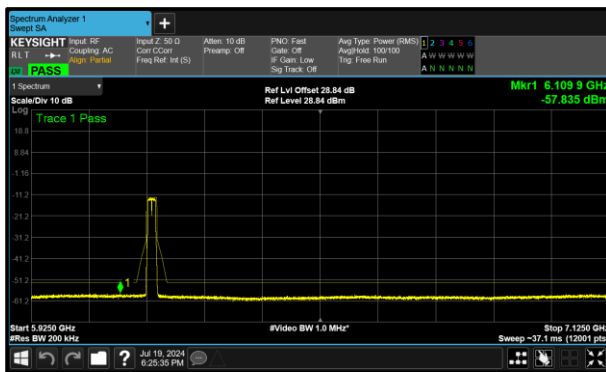 Spectrum Analyzer 1
Swept SA
+
KEYSIGHT Input: RF Input Z: 50 Ω Atten: 10 dB PNO: Fast Avg Type: Power (RMS) 1 2 3 4 5 6
RLT Coupling: AC Corr CCorr Preamp: Off Gate: Off Avg|Hold: 100/100 A W W W W W
Align: Partial Freq Ref: Int (S) IF Gain: Low Trig: Free Run
Sig Track: Off A N N N N N
PASS
1 Spectrum Ref Lvl Offset 28.84 dB Mkr1 6.109 9 GHz
Scale/Div 10 dB Ref Level 28.84 dBm -57.835 dBm
Log
Trace 1 Pass
18.8
8.84
-1.16
-11.2
-21.2
-31.2
-41.2
-51.2
1
-61.2
Start 5.9250 GHz #Video BW 1.0 MHz* Stop 7.1250 GHz
#Res BW 200 kHz Sweep ~37.1 ms (12001 pts)
? Jul 19, 2024
6:25:35 PM